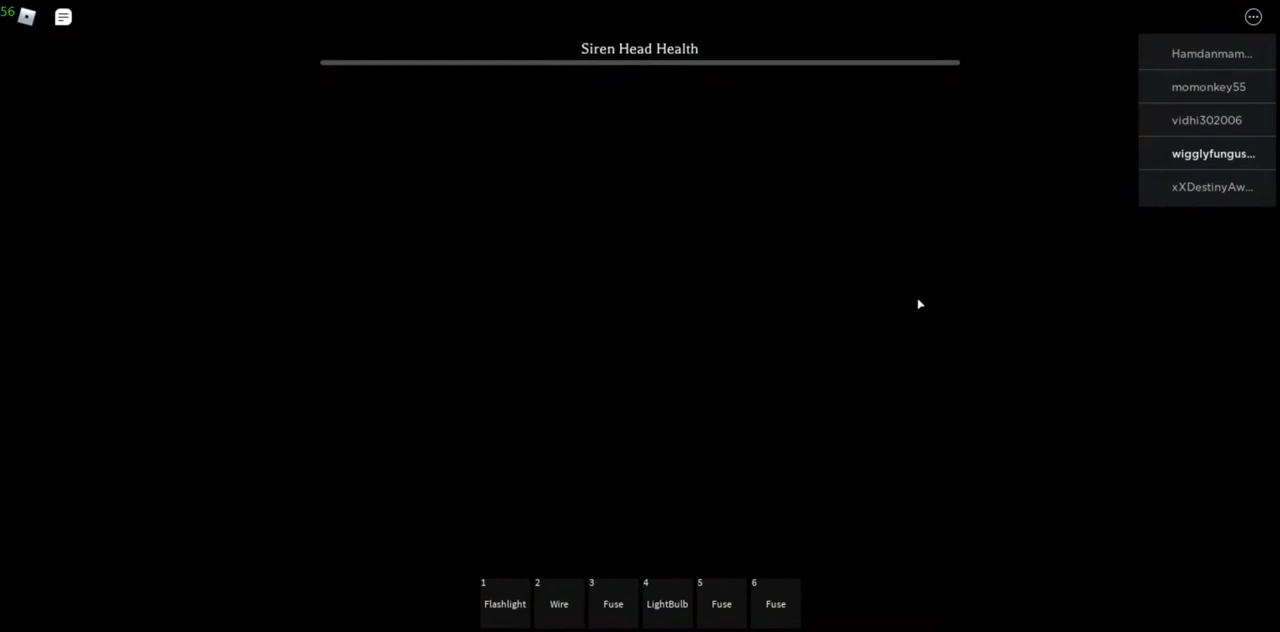 56
Siren Head Health
Hamdanmam...
momonkey55
vidhi302006
wigglyfungus...
xXDestinyAw...
1 Flashlight
2 Wire
3 Fuse
4 LightBulb
5 Fuse
6 Fuse